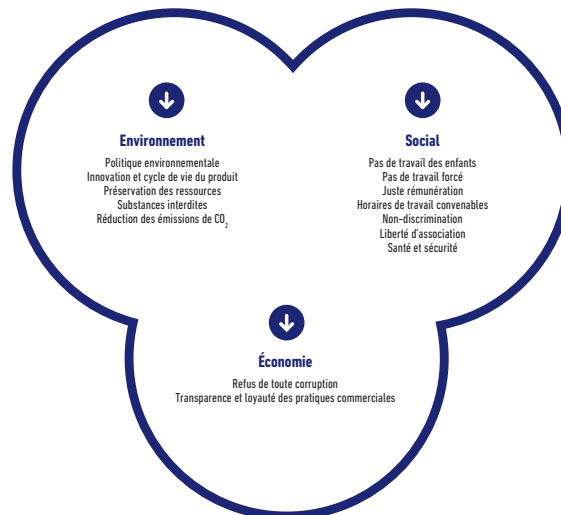 Environnement
Politique environnementale
Innovation et cycle de vie du produit
Préservation des ressources
Substances interdites
Réduction des émissions de CO₂
Social
Pas de travail des enfants
Pas de travail forcé
Juste rémunération
Horaires de travail convenables
Non-discrimination
Liberté d'association
Santé et sécurité
Économie
Refus de toute corruption
Transparence et loyauté des pratiques commerciales